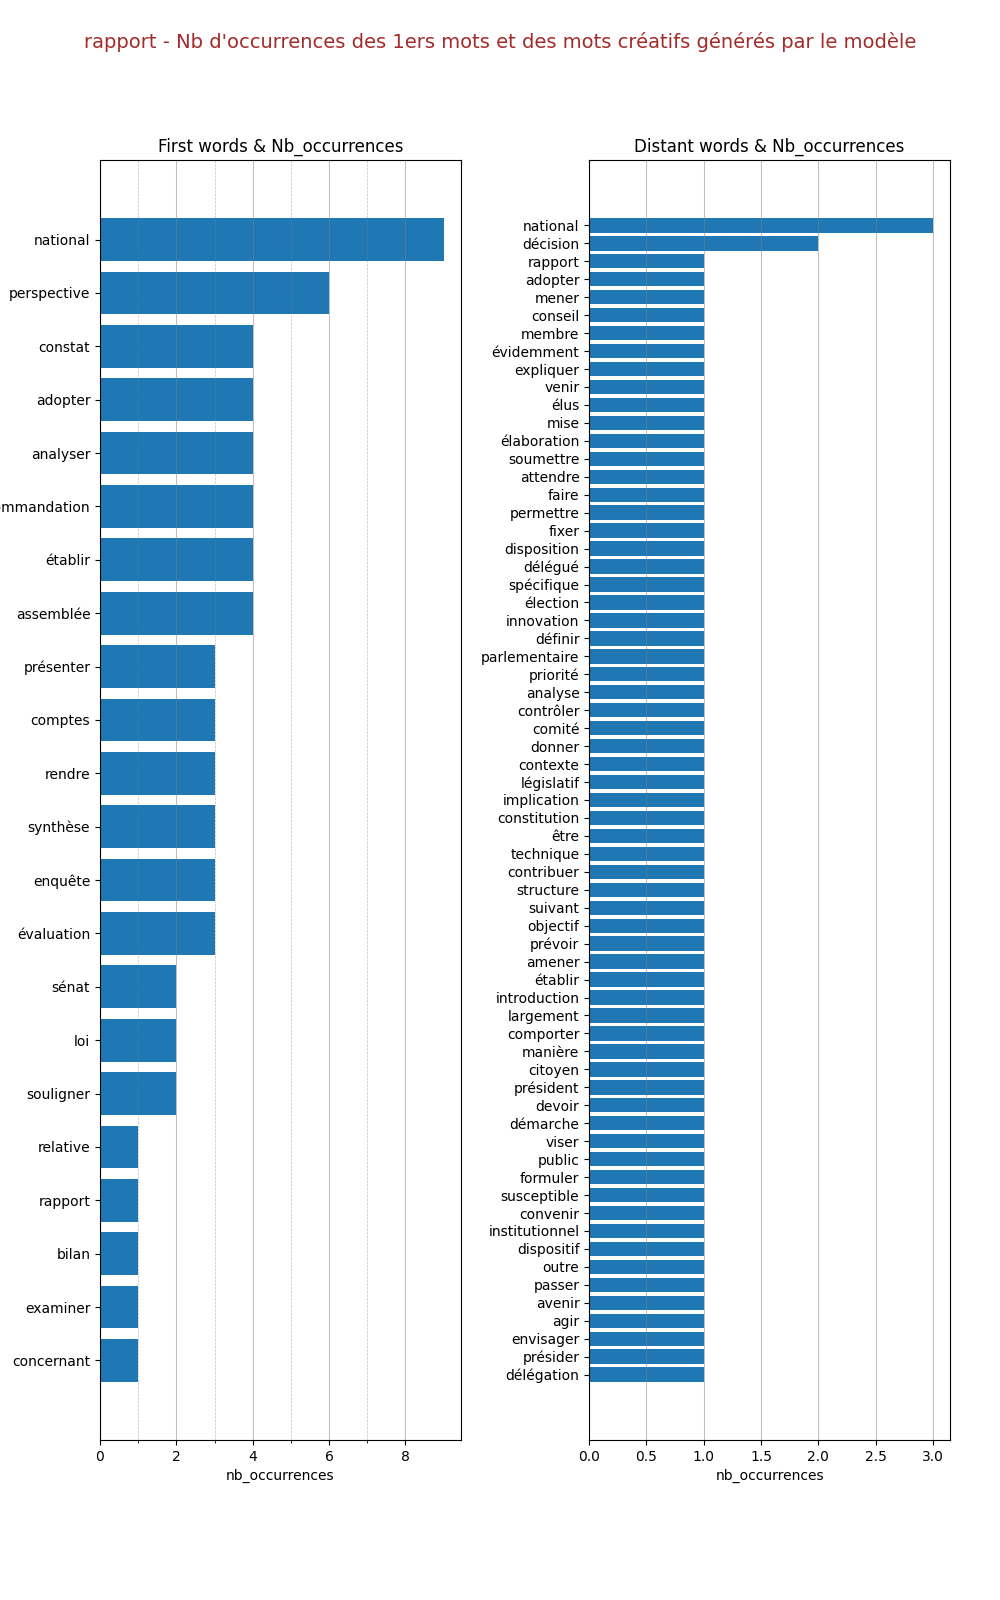 rapport - Nb d'occurrences des 1ers mots et des mots créatifs générés par le modèle
First words & Nb_occurrences
national
perspective
constat
adopter
analyser
mmandation
établir
assemblée
présenter
comptes
rendre
synthèse
enquête
évaluation
sénat
loi
souligner
relative
rapport
bilan
examiner
concernant
0 2 4 6 8
nb_occurrences
Distant words & Nb_occurrences
national
décision
rapport
adopter
mener
conseil
membre
évidemment
expliquer
venir
élus
mise
élaboration
soumettre
attendre
faire
permettre
fixer
disposition
délégué
spécifique
élection
innovation
définir
parlementaire
priorité
analyse
contrôler
comité
donner
contexte
législatif
implication
constitution
être
technique
contribuer
structure
suivant
objectif
prévoir
amener
établir
introduction
largement
comporter
manière
citoyen
président
devoir
démarche
viser
public
formuler
susceptible
convenir
institutionnel
dispositif
outre
passer
avenir
agir
envisager
présider
délégation
0.0 0.5 1.0 1.5 2.0 2.5 3.0
nb_occurrences